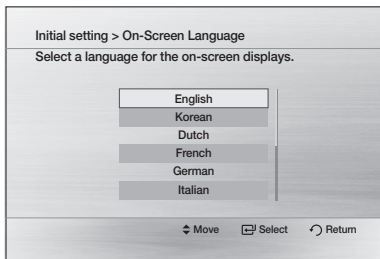 Initial setting > On-Screen Language
Select a language for the on-screen displays.
English
Korean
Dutch
French
German
Italian
Move Select Return